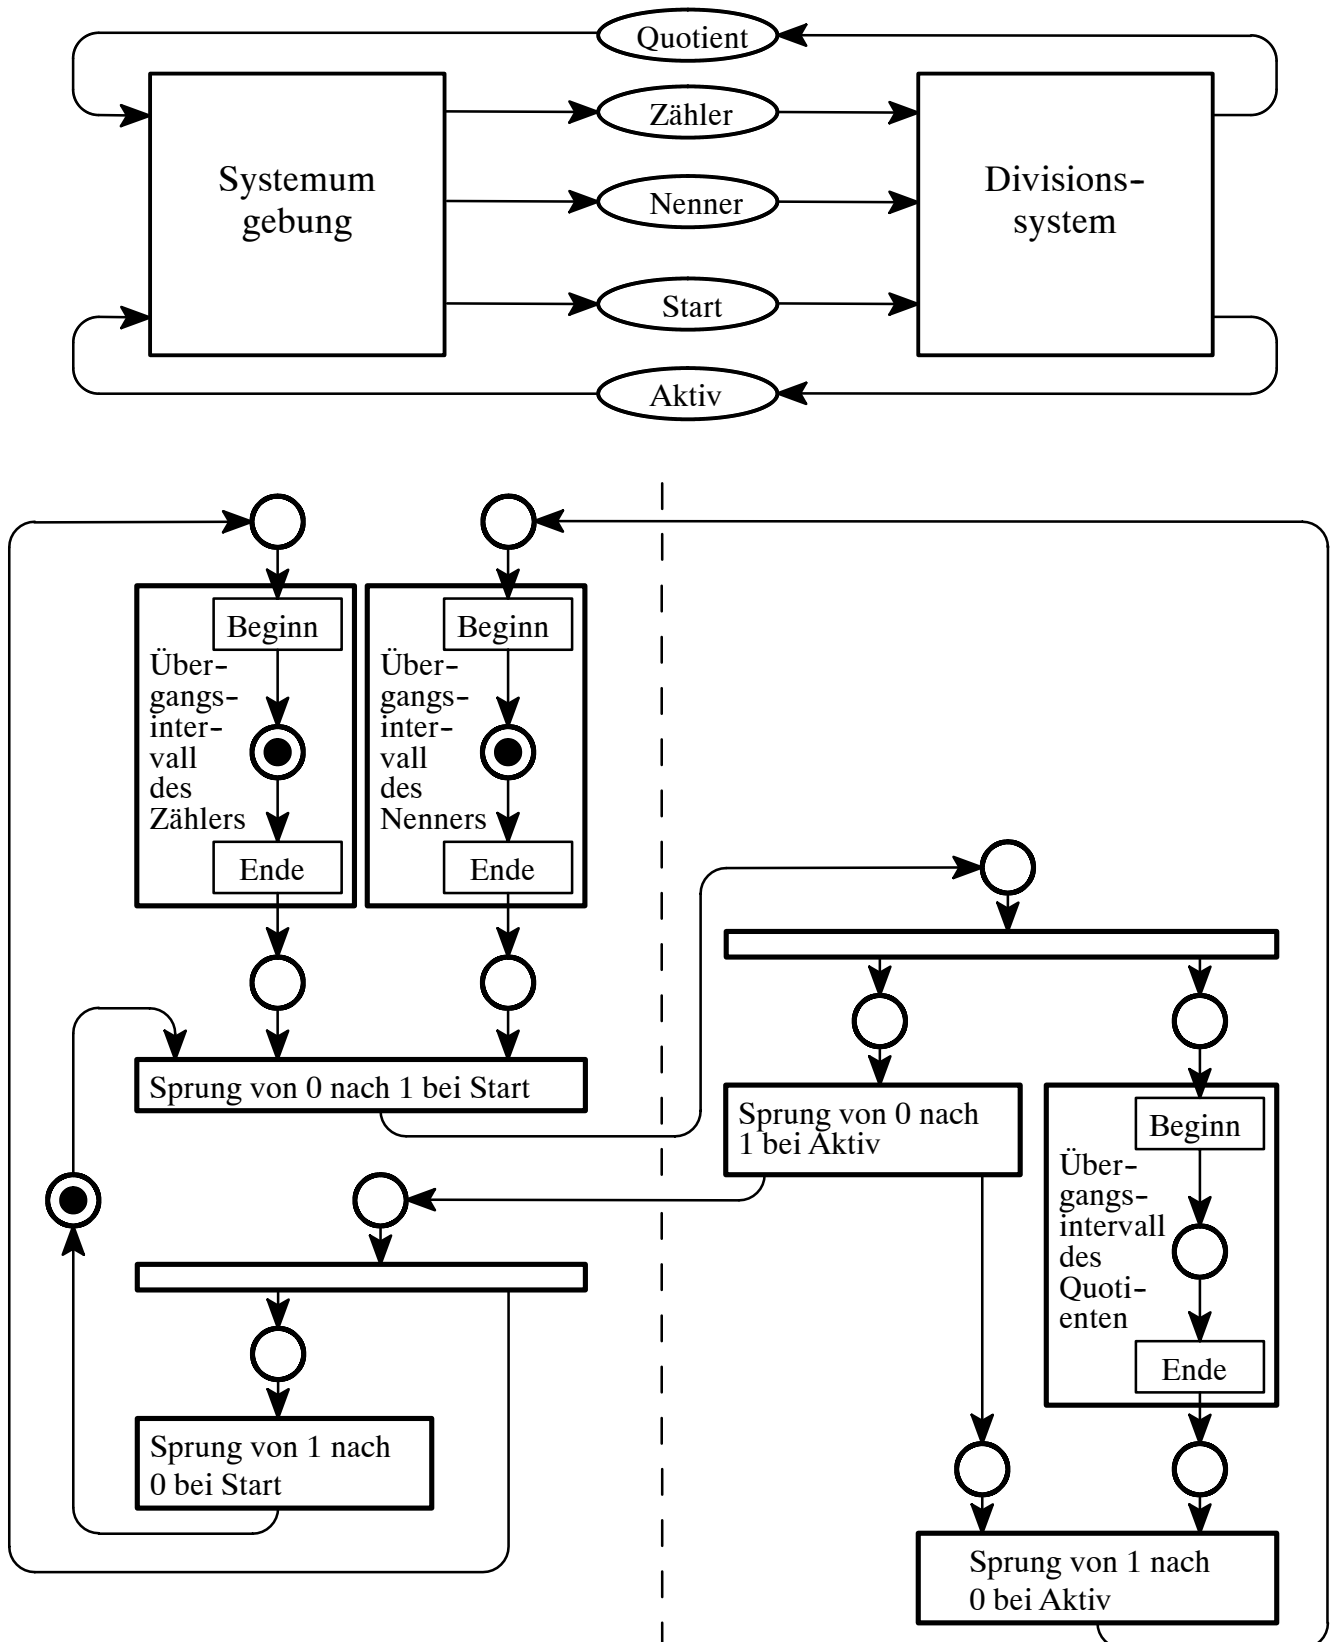 Quotient
Zähler
Systemum
gebung
Divisions-
system
Nenner
Start
Aktiv
Beginn
Über-
gangs-
inter-
vall
des
Zählers
Ende
Beginn
Über-
gangs-
inter-
vall
des
Nenners
Ende
Sprung von 0 nach 1 bei Start
Sprung von 0 nach
1 bei Aktiv
Beginn
Über-
gangs-
intervall
des
Quoti-
enten
Ende
Sprung von 1 nach
0 bei Start
Sprung von 1 nach
0 bei Aktiv